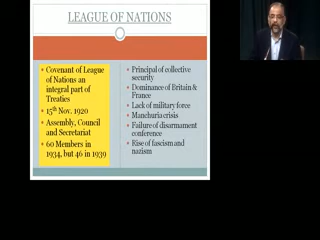 LEAGUE OF NATIONS
• Covenant of League
of Nations an
integral part of
Treaties
• 15th Nov. 1920
• Assembly, Council
and Secretariat
• 60 Members in
1934, but 46 in 1939
• Principal of collective
security
• Dominance of Britain &
France
• Lack of military force
• Manchuria crisis
• Failure of disarmament
conference
• Rise of fascism and
nazism